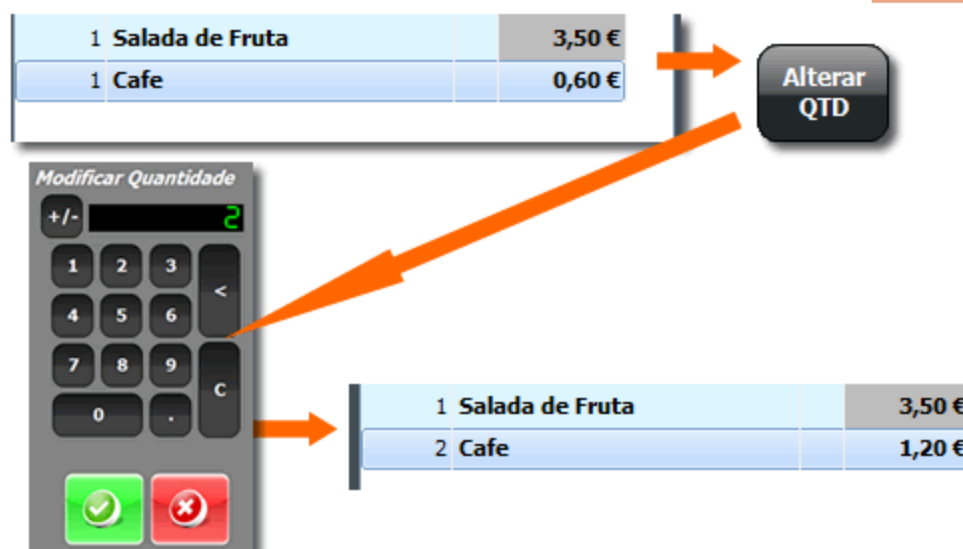 1 Salada de Fruta 3,50 €
1 Cafe 0,60 €
Alterar
QTD
Modificar Quantidade
+/- 2
1 2 3 <
4 5 6
7 8 9 C
0 .
1 Salada de Fruta 3,50 €
2 Cafe 1,20 €